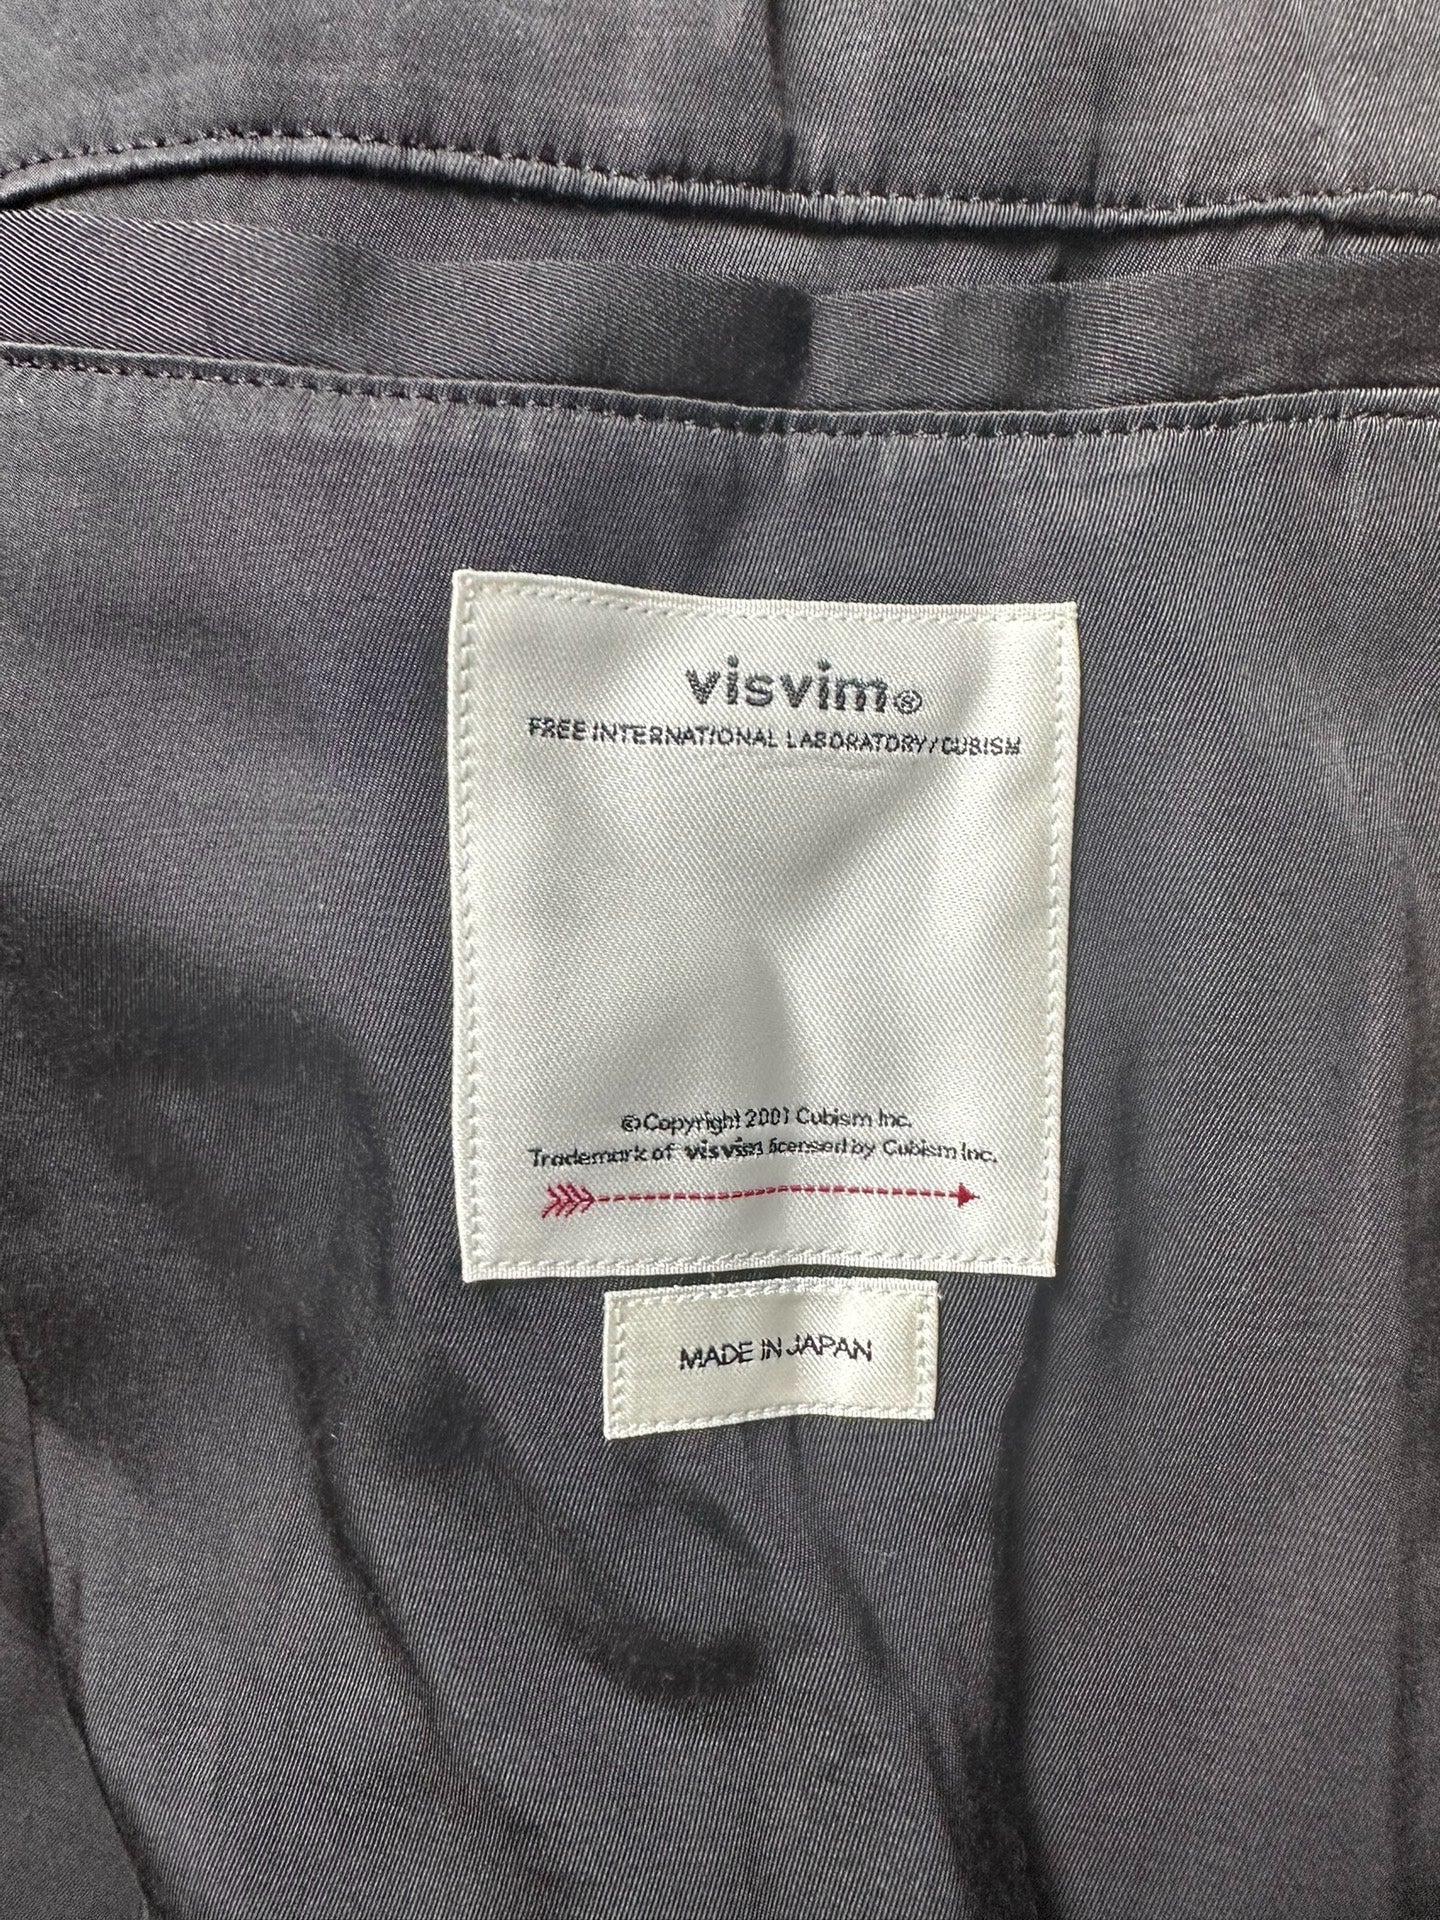 visvim®
FREE INTERNATIONAL LABORATORY/CUBISM
©Copyright 2001 Cubism Inc.
Trademark of visvim licensed by Cubism Inc.
MADE IN JAPAN